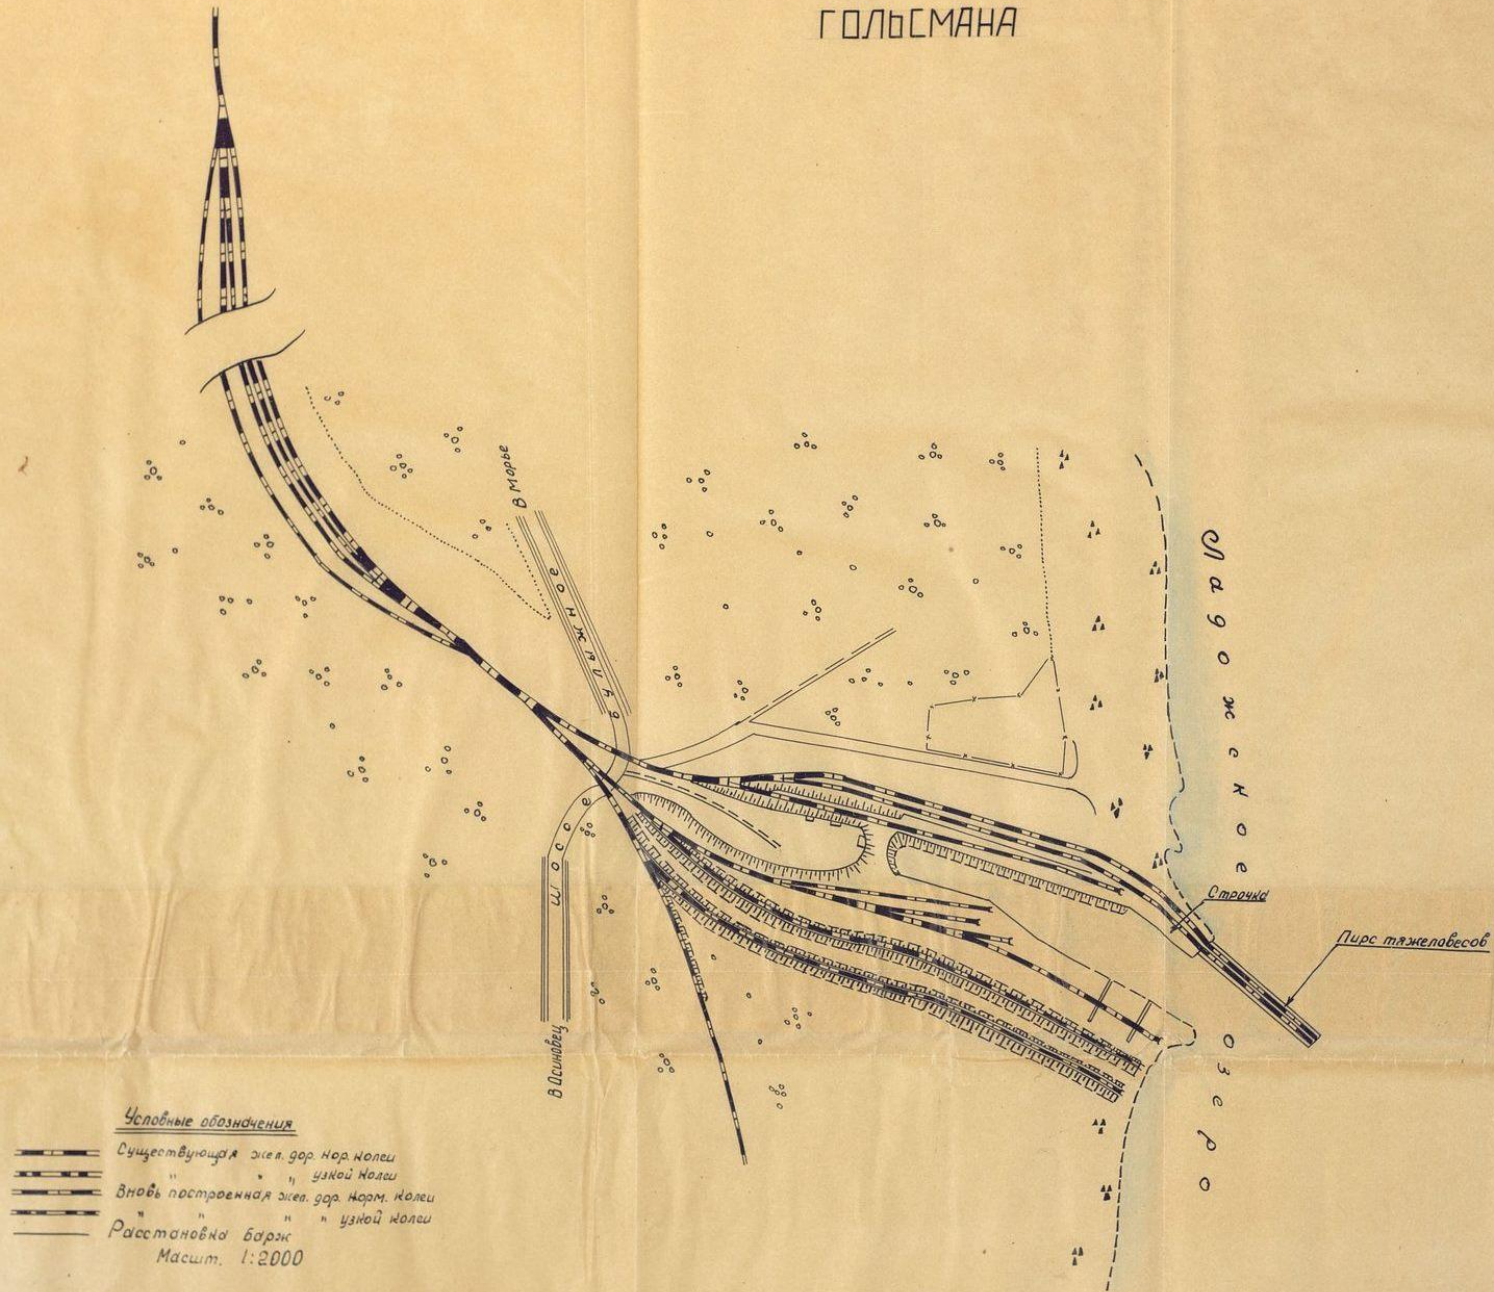 ГОЛЬСМАНА
В Морье
фунажное
шоссе
В Осиновец
Ладожское
озеро
Строчка
Пирс тяжеловесов
Условные обозначения
Существующая жел. дор. нор. колеи
" " " узкой колеи
Вновь построенная жел. дор. норм. колеи
" " " " узкой колеи
Расстановка барж
Масшт. 1:2000